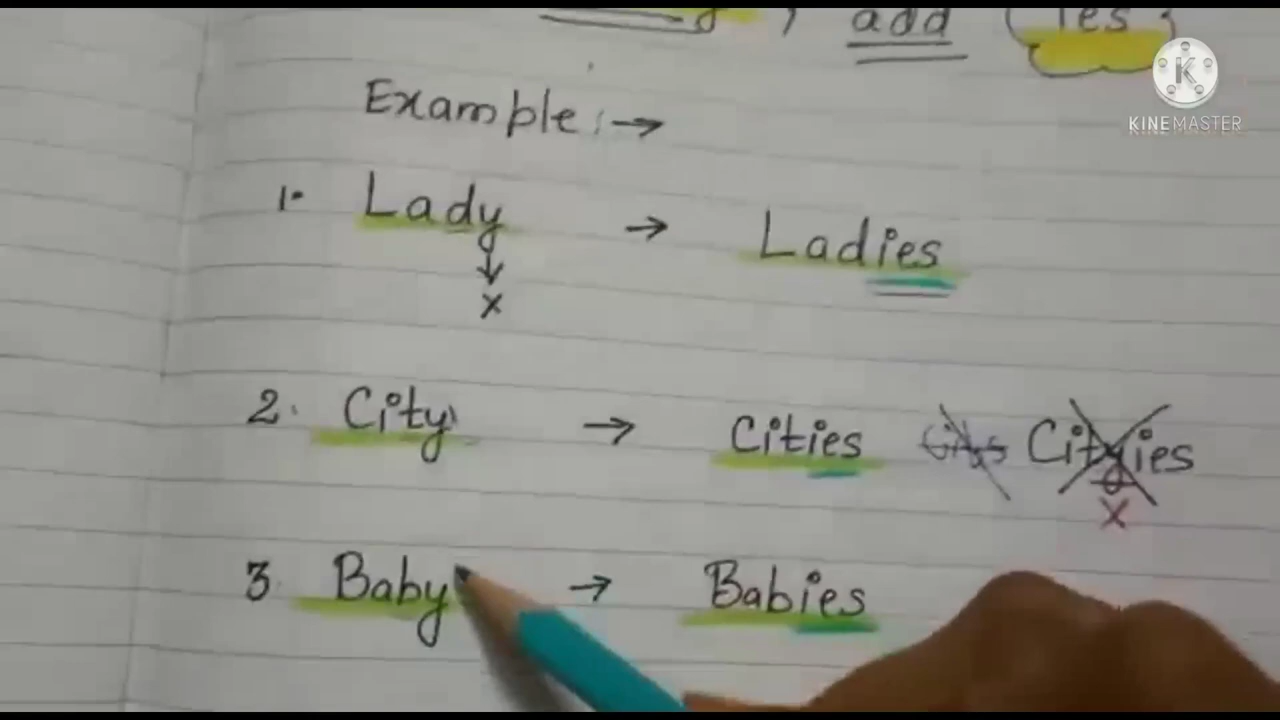 add (ies)
Example :→
1. Lady → Ladies
↓
x
2. City → Cities Citys Cityies
x
3. Baby → Babies
K
KINEMASTER